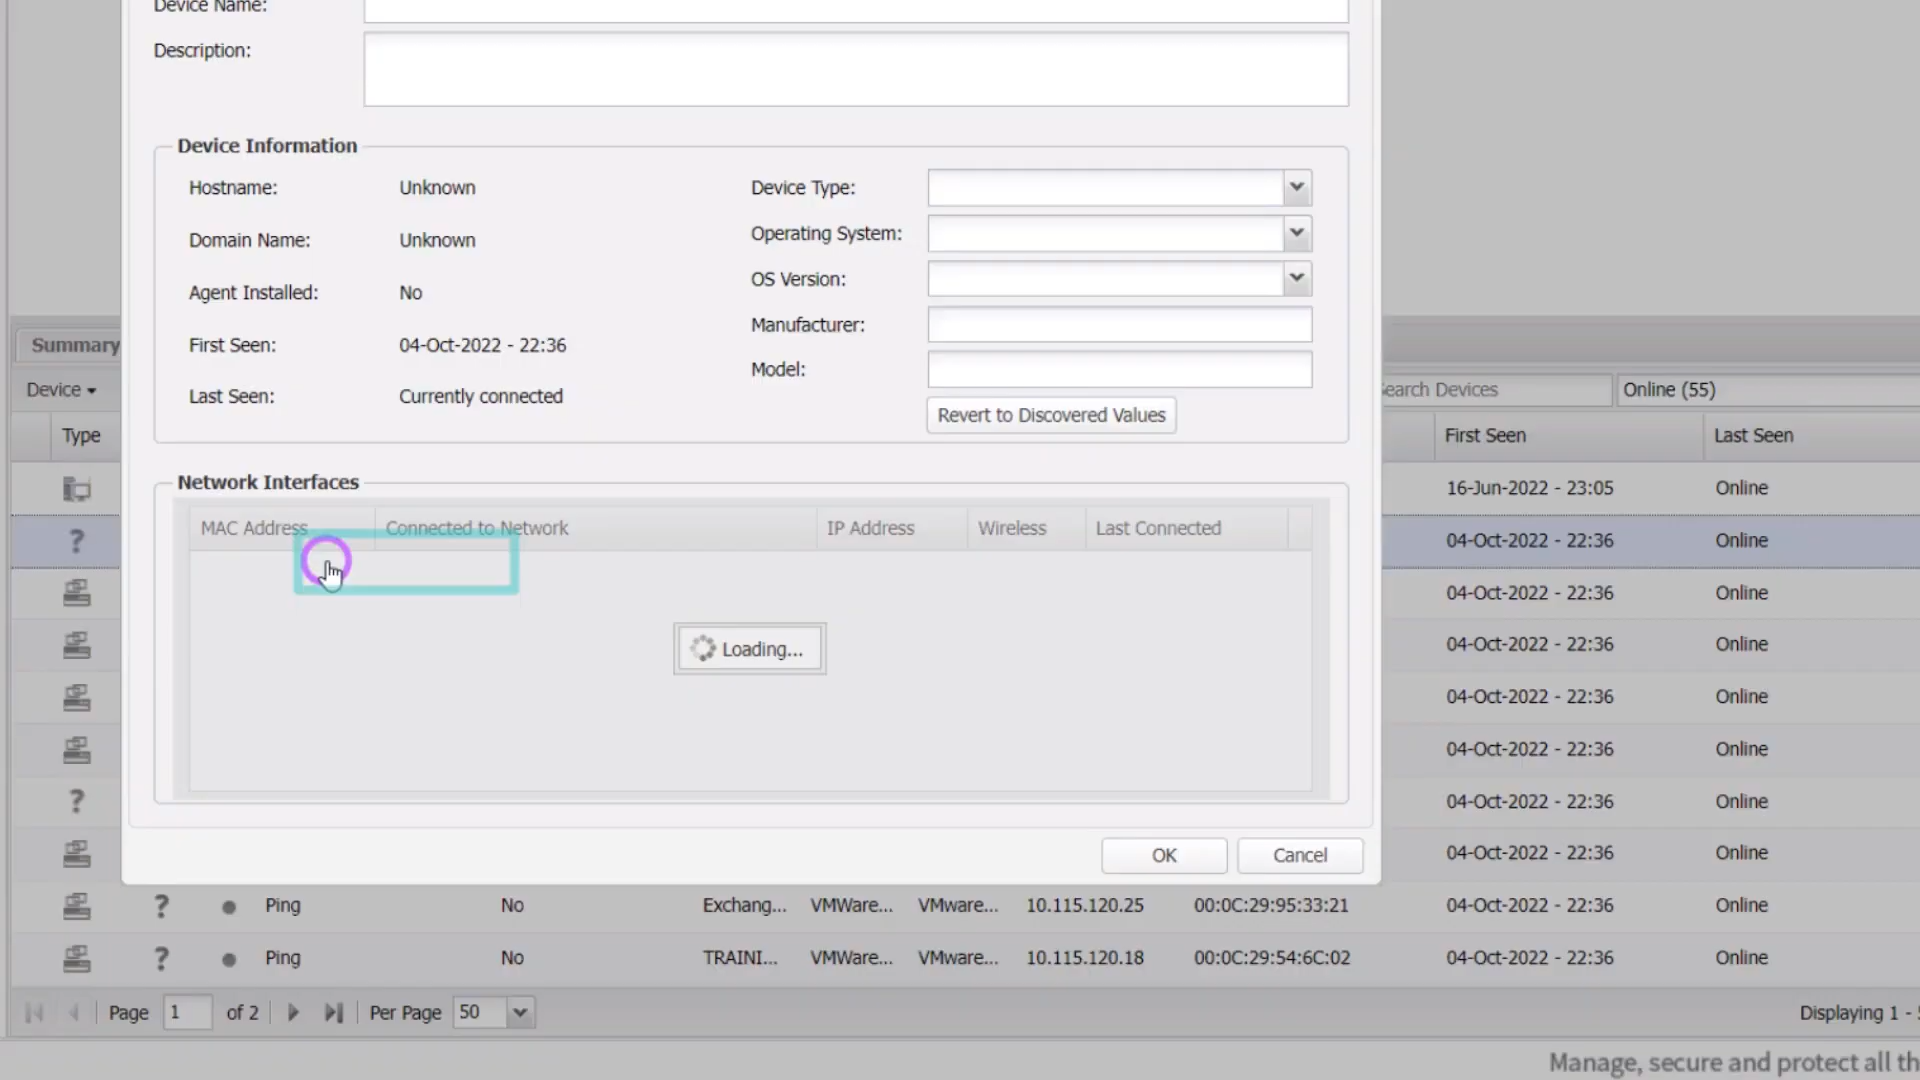 Device Name:
Description:
Device Information
Hostname: Unknown
Device Type:
Domain Name: Unknown
Operating System:
Agent Installed: No
OS Version:
First Seen: 04-Oct-2022 - 22:36
Manufacturer:
Last Seen: Currently connected
Model:
Revert to Discovered Values
Network Interfaces
MAC Address Connected to Network IP Address Wireless Last Connected
Loading...
OK Cancel
Summary
Device Search Devices Online (55)
Type First Seen Last Seen
16-Jun-2022 - 23:05 Online
? 04-Oct-2022 - 22:36 Online
04-Oct-2022 - 22:36 Online
04-Oct-2022 - 22:36 Online
04-Oct-2022 - 22:36 Online
04-Oct-2022 - 22:36 Online
? 04-Oct-2022 - 22:36 Online
04-Oct-2022 - 22:36 Online
? Ping No Exchang... VMWare... VMware... 10.115.120.25 00:0C:29:95:33:21 04-Oct-2022 - 22:36 Online
? Ping No TRAINI... VMWare... VMware... 10.115.120.18 00:0C:29:54:6C:02 04-Oct-2022 - 22:36 Online
Page 1 of 2 Per Page 50 Displaying 1 -
Manage, secure and protect all th